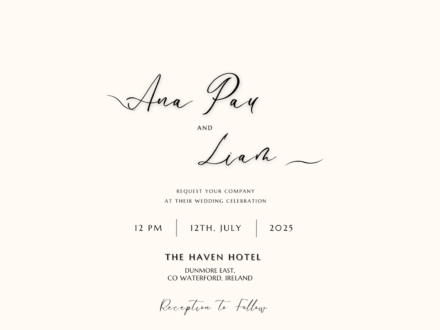 Ana Pau
AND
Liam
REQUEST YOUR COMPANY
AT THEIR WEDDING CELEBRATION
12 PM 12TH, JULY 2025
THE HAVEN HOTEL
DUNMORE EAST,
CO WATERFORD, IRELAND
Reception to Follow